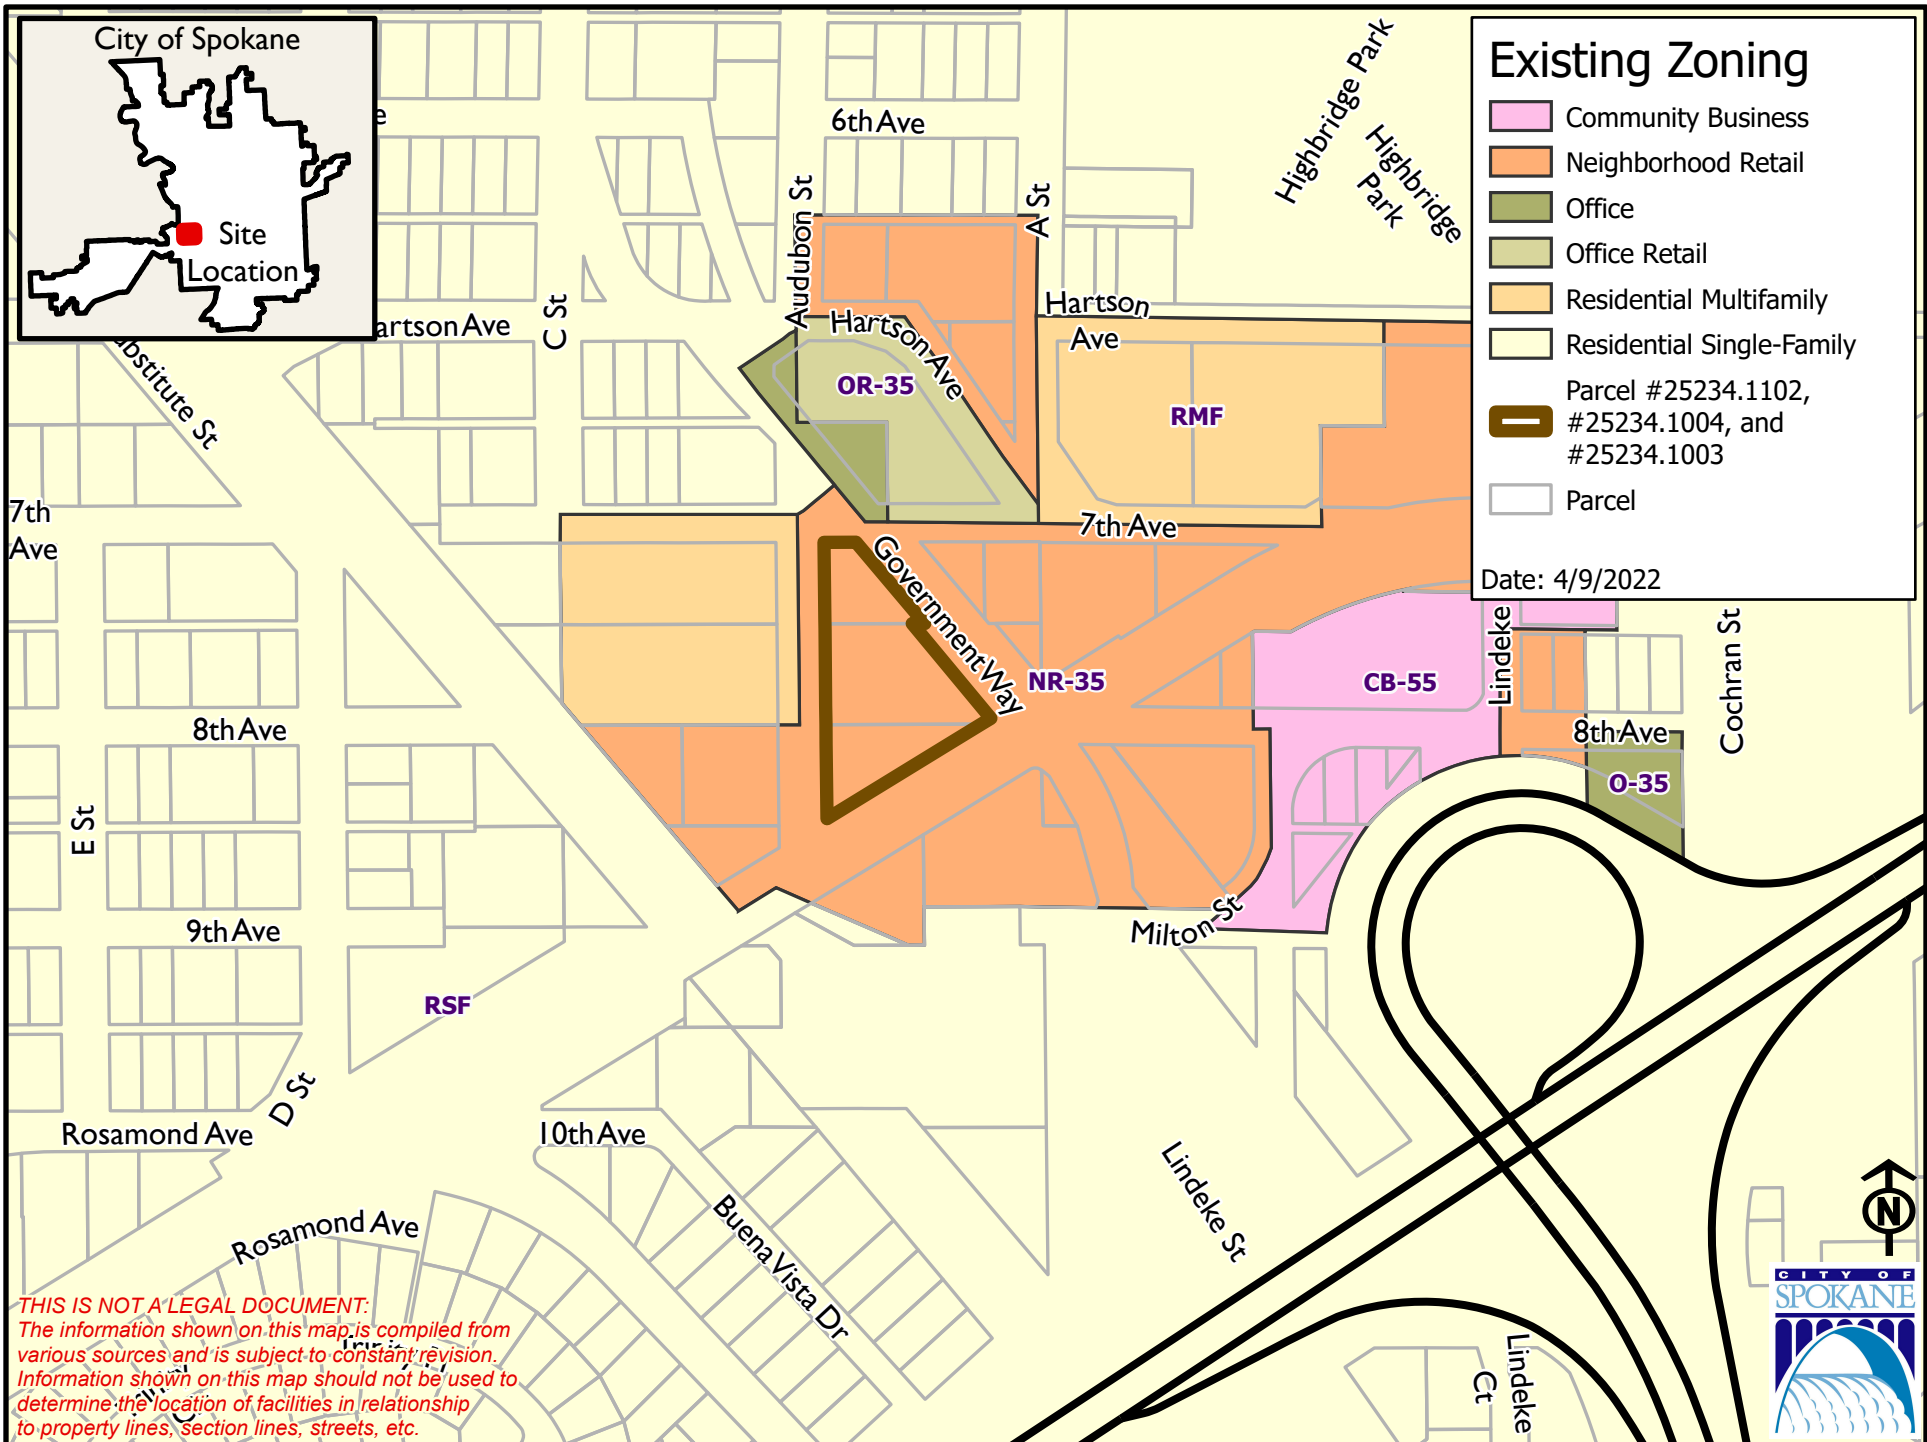 City of Spokane
Site
Location
Existing Zoning
Community Business
Neighborhood Retail
Office
Office Retail
Residential Multifamily
Residential Single-Family
Parcel #25234.1102,
#25234.1004, and
#25234.1003
Parcel
Date: 4/9/2022
e
6th Ave
Highbridge Park
Highbridge
Park
Audubon St
A St
C St
artson Ave
Hartson Ave
Hartson
Ave
ubstitute St
OR-35
RMF
7th
Ave
7th Ave
Government Way
NR-35
CB-55
Lindeke
Cochran St
8th Ave
8th Ave
O-35
E St
9th Ave
Milton St
RSF
D St
Rosamond Ave
10th Ave
Lindeke St
Rosamond Ave
Buena Vista Dr
N
Lindeke
Ct
THIS IS NOT A LEGAL DOCUMENT:
The information shown on this map is compiled from
various sources and is subject to constant revision.
Information shown on this map should not be used to
determine the location of facilities in relationship
to property lines, section lines, streets, etc.
CITY OF
SPOKANE